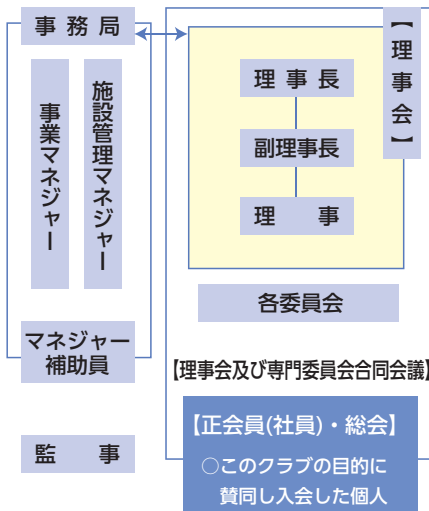 事務局
事業マネジャー
施設管理マネジャー
マネジャー
補助員
監　事
【理事会】
理事長
副理事長
理　事
各委員会
【理事会及び専門委員会合同会議】
【正会員(社員)・総会】
○このクラブの目的に
賛同し入会した個人